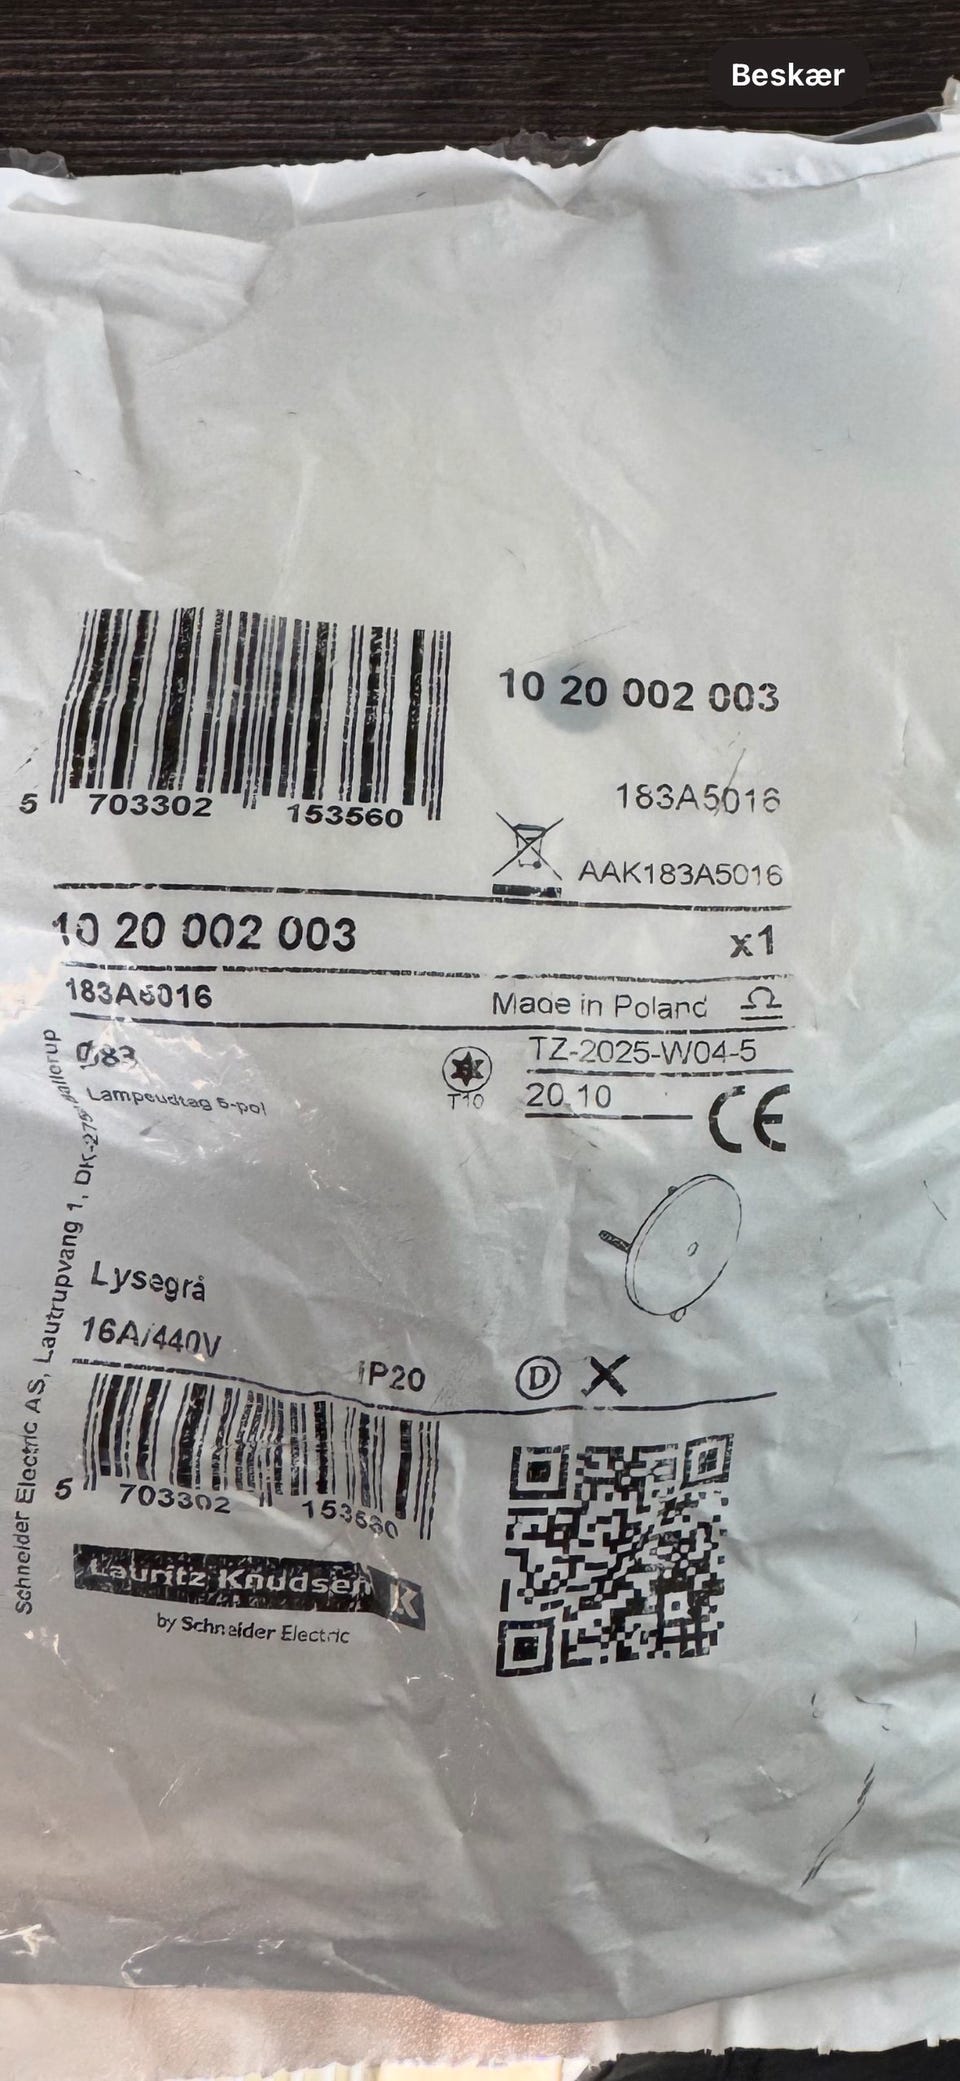 Beskær
10 20 002 003
5 703302 153560
183A5016
AAK183A5016
10 20 002 003
x1
183A5016
Made in Poland
TZ-2025-W04-5
T10
Lampeudtag 5-pol
20.10
CE
Lysegrå
16A/440V
IP20
D
5 703302 153560
Lauritz Knudsen
by Schneider Electric
Schneider Electric AS, Lautrupvang 1, DK-2750 Ballerup